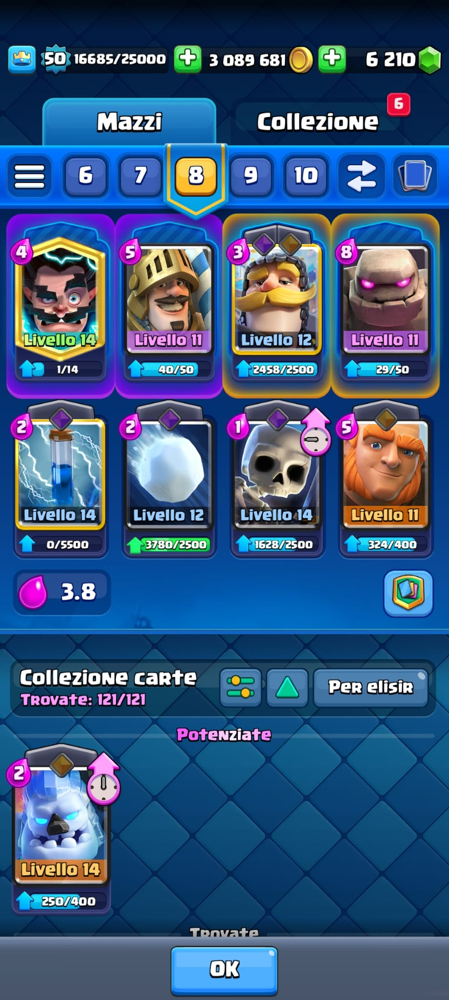 50 16685/25000 3 089 681 6 210
Mazzi Collezione 6
6 7 8 9 10
4 5 3 8
Livello 14 Livello 11 Livello 12 Livello 11
1/14 40/50 2458/2500 29/50
2 2 1 5
Livello 14 Livello 12 Livello 14 Livello 11
0/5500 3780/2500 1628/2500 324/400
3.8
Collezione carte
Trovate: 121/121
Per elisir
Potenziate
2
Livello 14
250/400
Trovate
OK